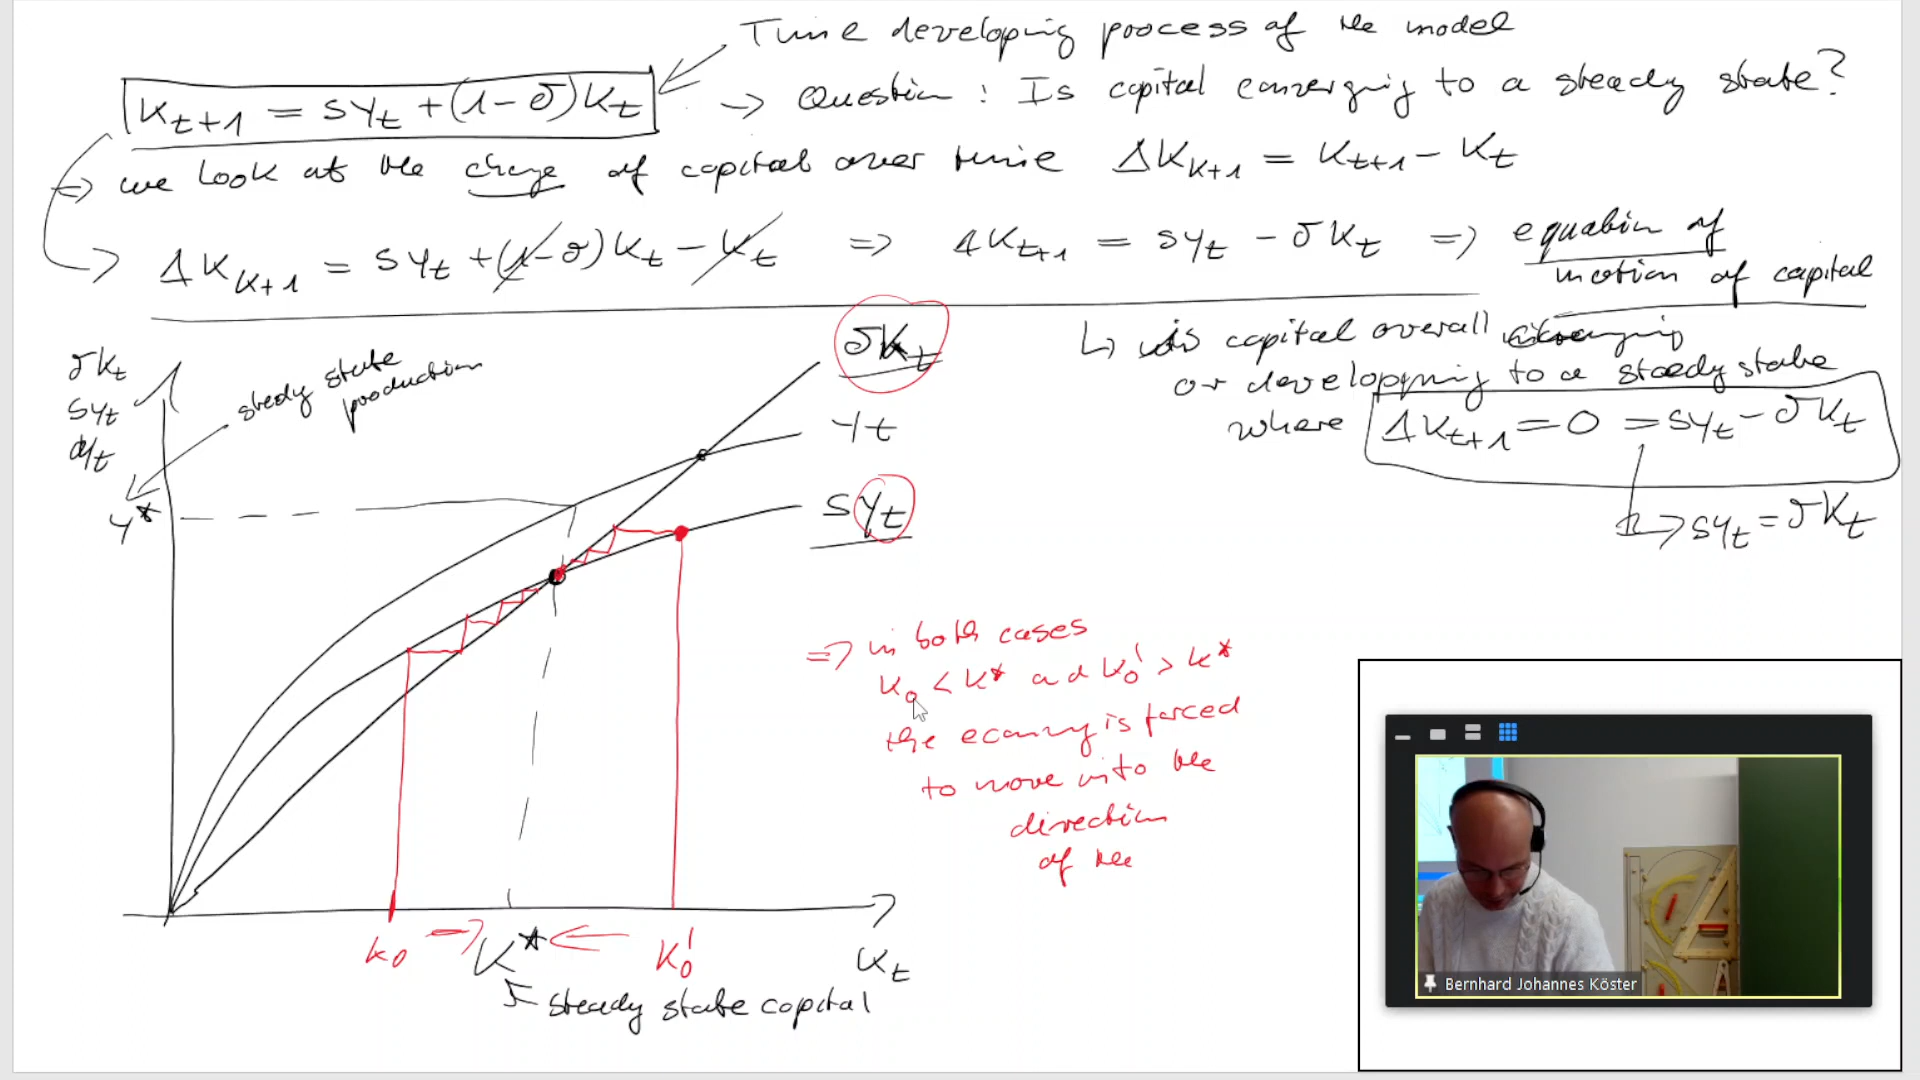 Time developing process of the model
K_{t+1} = sY_t + (1-δ)K_t
→ Question: Is capital converging to a steady state?
=> we look at the change of capital over time ΔK_{K+1} = K_{t+1} - K_t
=> ΔK_{K+1} = sY_t + (1-δ)K_t - K_t => ΔK_{t+1} = sY_t - δK_t => equation of
motion of capital
↳ is capital overall
or developping to a steady state
where ΔK_{t+1} = 0 = sY_t - δK_t
=> sY_t = δK_t
δK_t
sY_t
Y_t
steady state
production
Y*
δK_t
Y_t
sY_t
=> in both cases
K_0 < K* and K_0' > K*
the economy is forced
to move into the
direction
of the
K_0 → K* ← K_0' K_t
steady state capital
Bernhard Johannes Köster